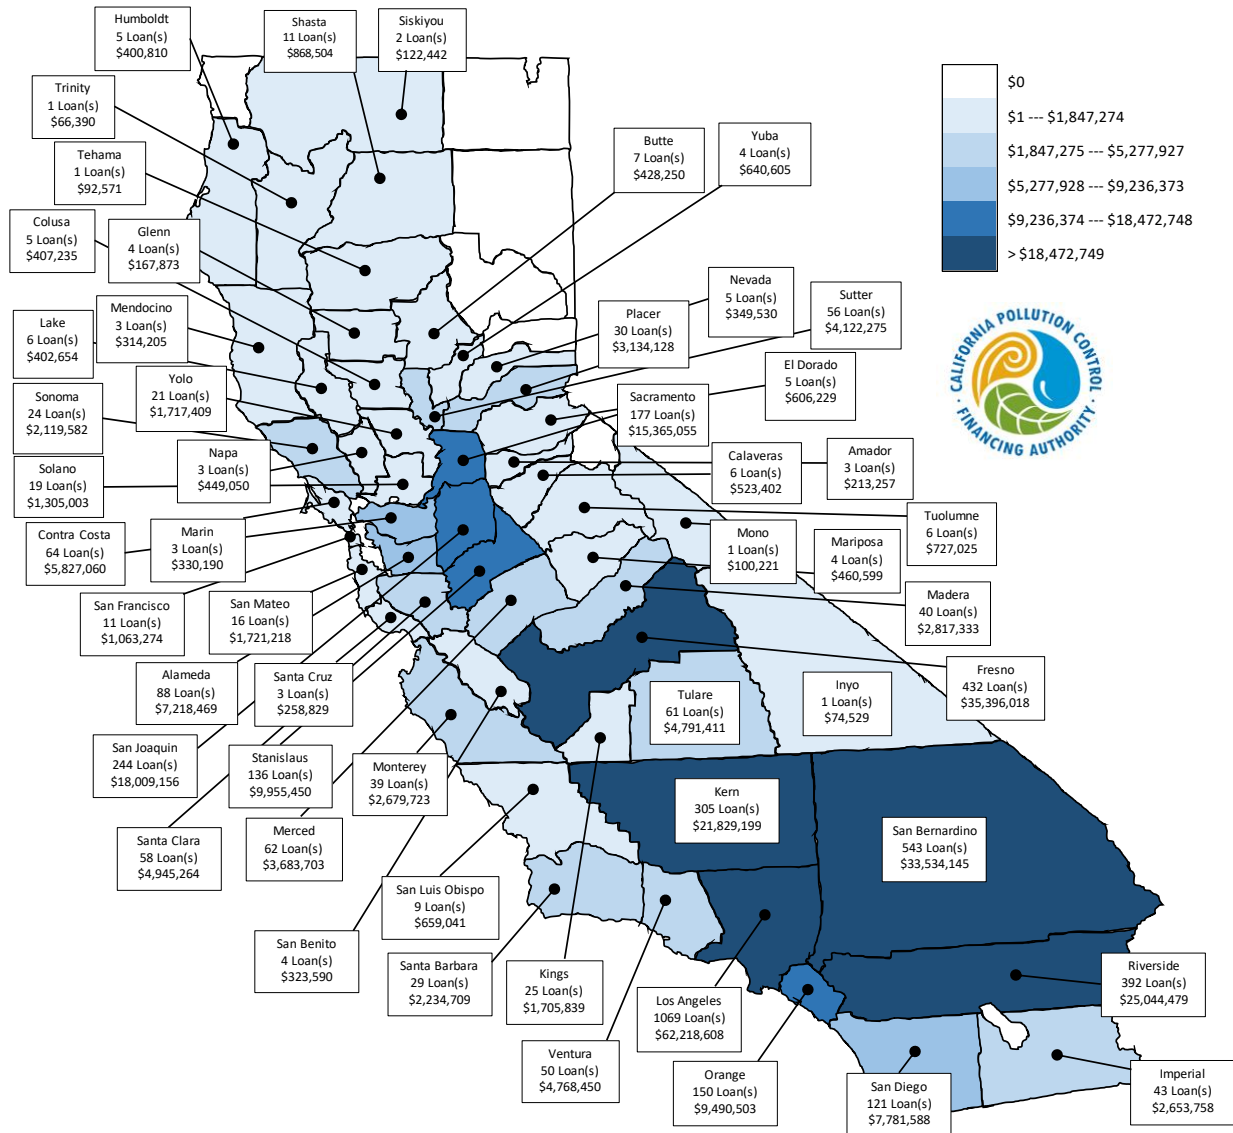 Humboldt
5 Loan(s)
$400,810
Shasta
11 Loan(s)
$868,504
Siskiyou
2 Loan(s)
$122,442
$0
$1 --- $1,847,274
$1,847,275 --- $5,277,927
$5,277,928 --- $9,236,373
$9,236,374 --- $18,472,748
> $18,472,749
Trinity
1 Loan(s)
$66,390
Butte
7 Loan(s)
$428,250
Yuba
4 Loan(s)
$640,605
Tehama
1 Loan(s)
$92,571
Colusa
5 Loan(s)
$407,235
Glenn
4 Loan(s)
$167,873
Nevada
5 Loan(s)
$349,530
Sutter
56 Loan(s)
$4,122,275
Mendocino
3 Loan(s)
$314,205
Placer
30 Loan(s)
$3,134,128
Lake
6 Loan(s)
$402,654
CALIFORNIA POLLUTION CONTROL
· FINANCING AUTHORITY ·
El Dorado
5 Loan(s)
$606,229
Yolo
21 Loan(s)
$1,717,409
Sonoma
24 Loan(s)
$2,119,582
Sacramento
177 Loan(s)
$15,365,055
Napa
3 Loan(s)
$449,050
Calaveras
6 Loan(s)
$523,402
Amador
3 Loan(s)
$213,257
Solano
19 Loan(s)
$1,305,003
Tuolumne
6 Loan(s)
$727,025
Contra Costa
64 Loan(s)
$5,827,060
Marin
3 Loan(s)
$330,190
Mono
1 Loan(s)
$100,221
Mariposa
4 Loan(s)
$460,599
San Francisco
11 Loan(s)
$1,063,274
San Mateo
16 Loan(s)
$1,721,218
Madera
40 Loan(s)
$2,817,333
Alameda
88 Loan(s)
$7,218,469
Santa Cruz
3 Loan(s)
$258,829
Fresno
432 Loan(s)
$35,396,018
Tulare
61 Loan(s)
$4,791,411
Inyo
1 Loan(s)
$74,529
San Joaquin
244 Loan(s)
$18,009,156
Stanislaus
136 Loan(s)
$9,955,450
Monterey
39 Loan(s)
$2,679,723
Kern
305 Loan(s)
$21,829,199
San Bernardino
543 Loan(s)
$33,534,145
Santa Clara
58 Loan(s)
$4,945,264
Merced
62 Loan(s)
$3,683,703
San Luis Obispo
9 Loan(s)
$659,041
San Benito
4 Loan(s)
$323,590
Santa Barbara
29 Loan(s)
$2,234,709
Kings
25 Loan(s)
$1,705,839
Los Angeles
1069 Loan(s)
$62,218,608
Riverside
392 Loan(s)
$25,044,479
Ventura
50 Loan(s)
$4,768,450
Orange
150 Loan(s)
$9,490,503
San Diego
121 Loan(s)
$7,781,588
Imperial
43 Loan(s)
$2,653,758